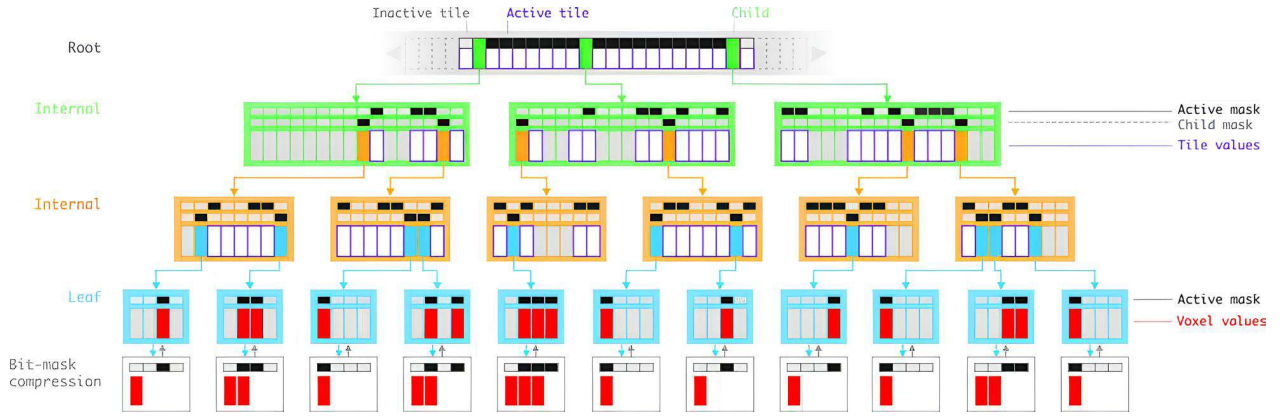 Inactive tile
Active tile
Child
Root
Internal
Active mask
Child mask
Tile values
Internal
Leaf
Active mask
Voxel values
Bit-mask
compression